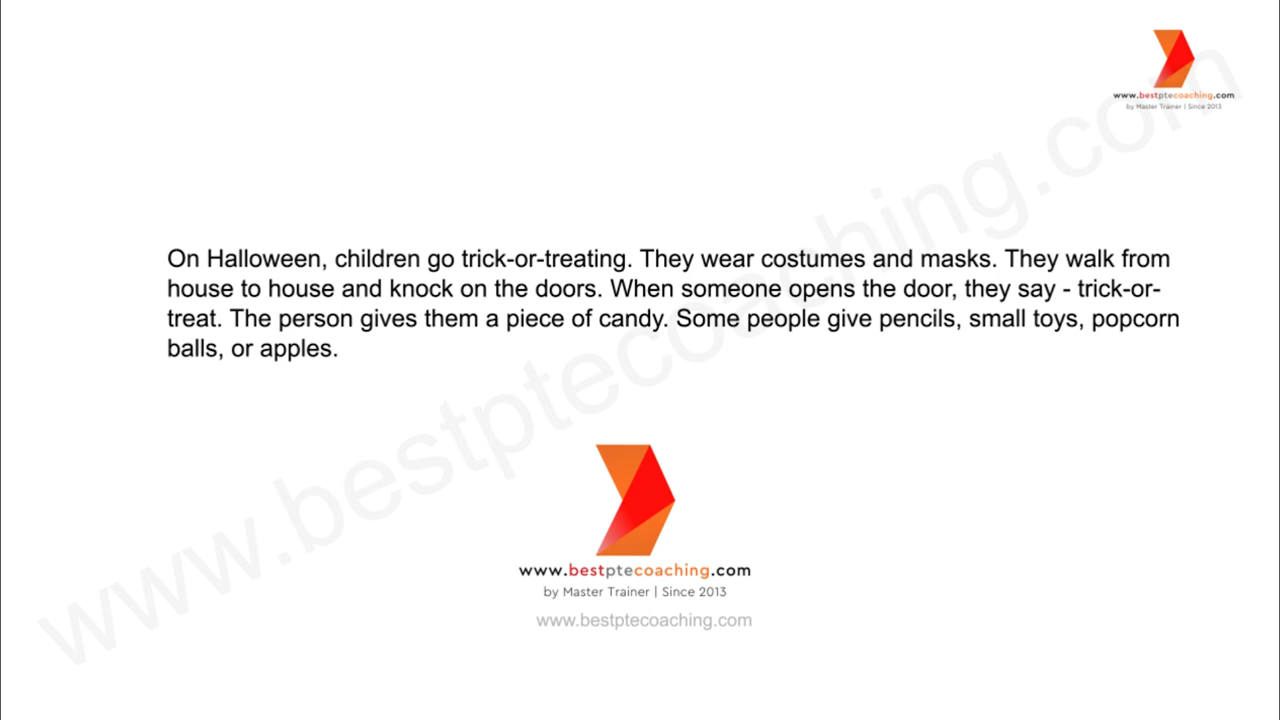 www.bestptecoaching.com
by Master Trainer | Since 2013
On Halloween, children go trick-or-treating. They wear costumes and masks. They walk from
house to house and knock on the doors. When someone opens the door, they say - trick-or-
treat. The person gives them a piece of candy. Some people give pencils, small toys, popcorn
balls, or apples.
www.bestptecoaching.com
www.bestptecoaching.com
by Master Trainer | Since 2013
www.bestptecoaching.com